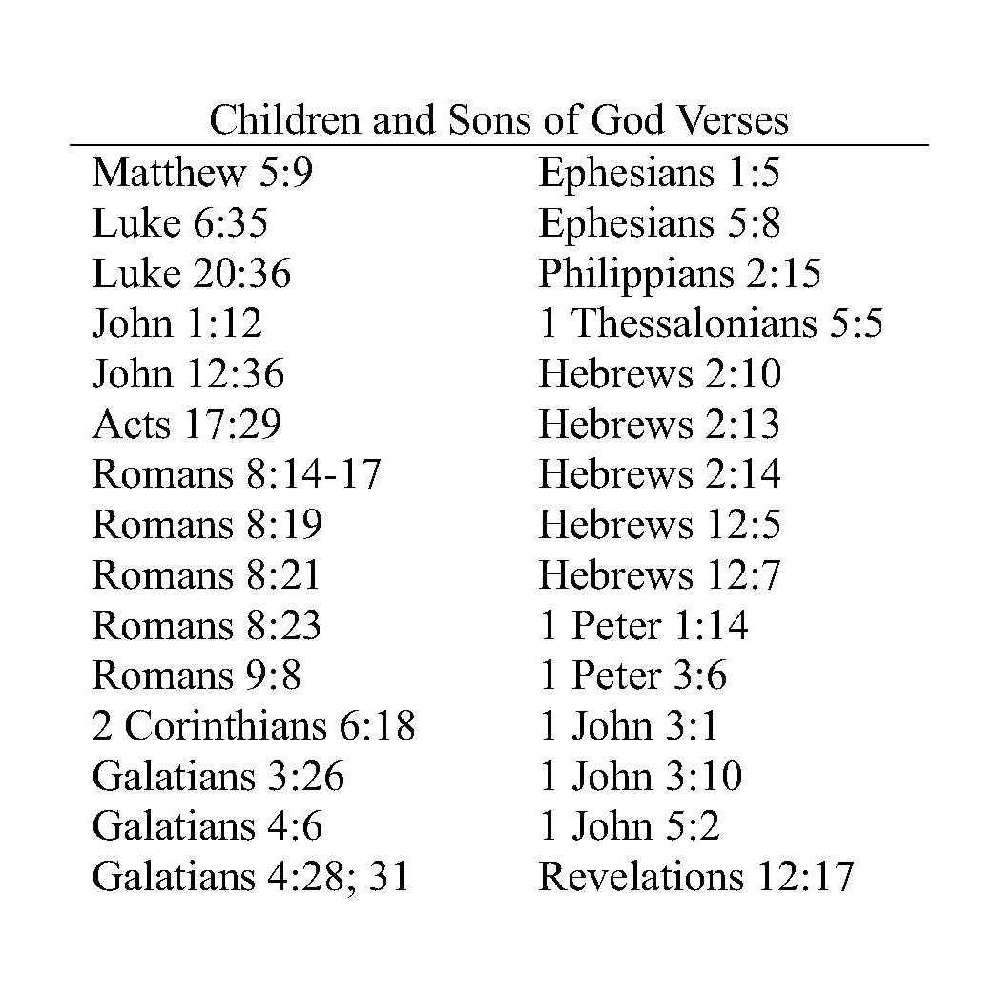 Children and Sons of God Verses
Matthew 5:9
Luke 6:35
Luke 20:36
John 1:12
John 12:36
Acts 17:29
Romans 8:14-17
Romans 8:19
Romans 8:21
Romans 8:23
Romans 9:8
2 Corinthians 6:18
Galatians 3:26
Galatians 4:6
Galatians 4:28; 31
Ephesians 1:5
Ephesians 5:8
Philippians 2:15
1 Thessalonians 5:5
Hebrews 2:10
Hebrews 2:13
Hebrews 2:14
Hebrews 12:5
Hebrews 12:7
1 Peter 1:14
1 Peter 3:6
1 John 3:1
1 John 3:10
1 John 5:2
Revelations 12:17